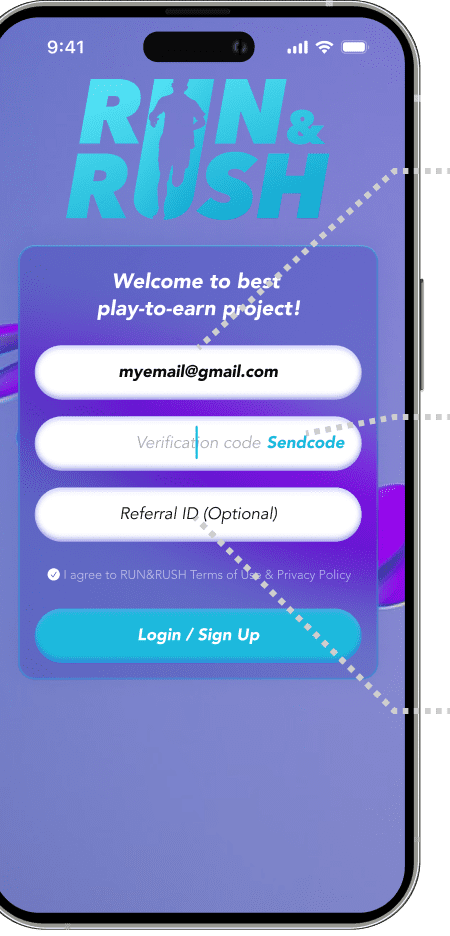 9:41
RUN&
RUSH
Welcome to best
play-to-earn project!
myemail@gmail.com
Verification code Sendcode
Referral ID (Optional)
I agree to RUN&RUSH Terms of Use & Privacy Policy
Login / Sign Up